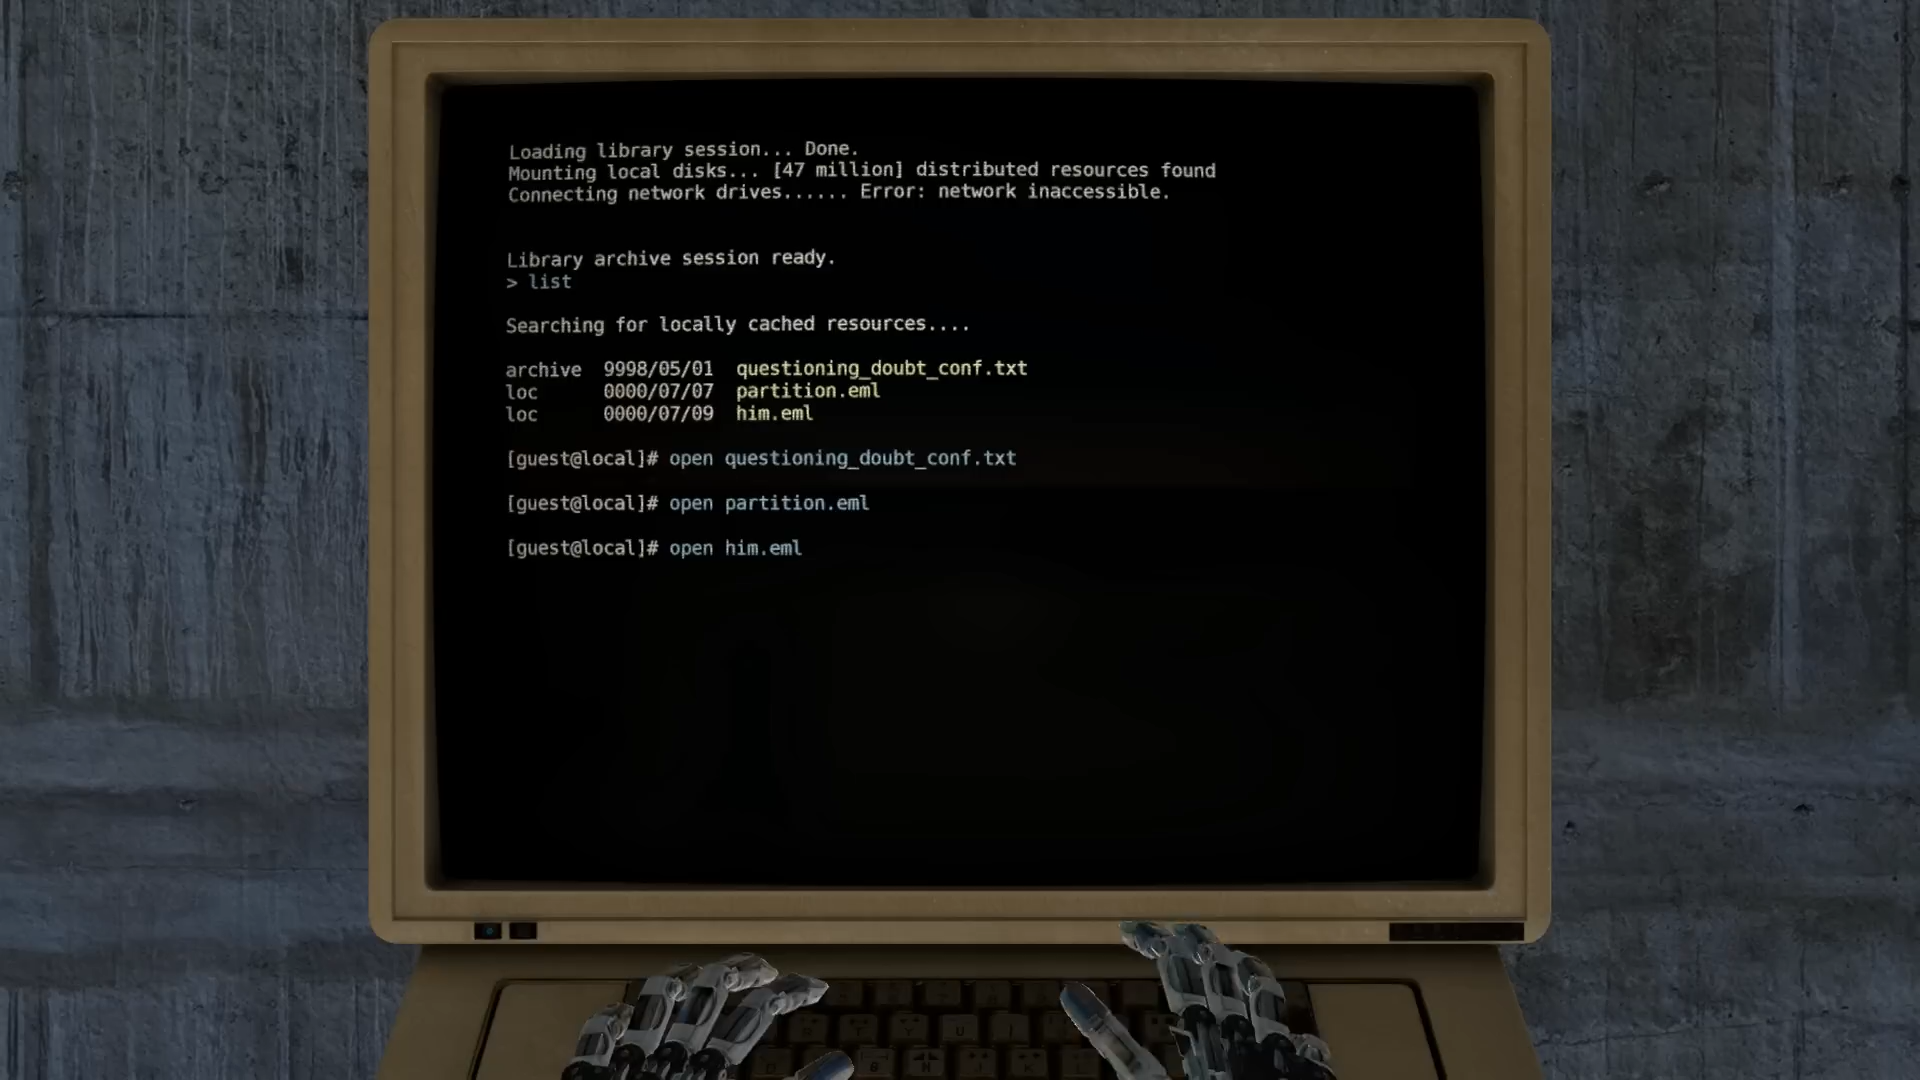 Loading library session... Done.
Mounting local disks... [47 million] distributed resources found
Connecting network drives...... Error: network inaccessible.
Library archive session ready.
> list
Searching for locally cached resources....
archive 9998/05/01 questioning_doubt_conf.txt
loc 0000/07/07 partition.eml
loc 0000/07/09 him.eml
[guest@local]# open questioning_doubt_conf.txt
[guest@local]# open partition.eml
[guest@local]# open him.eml